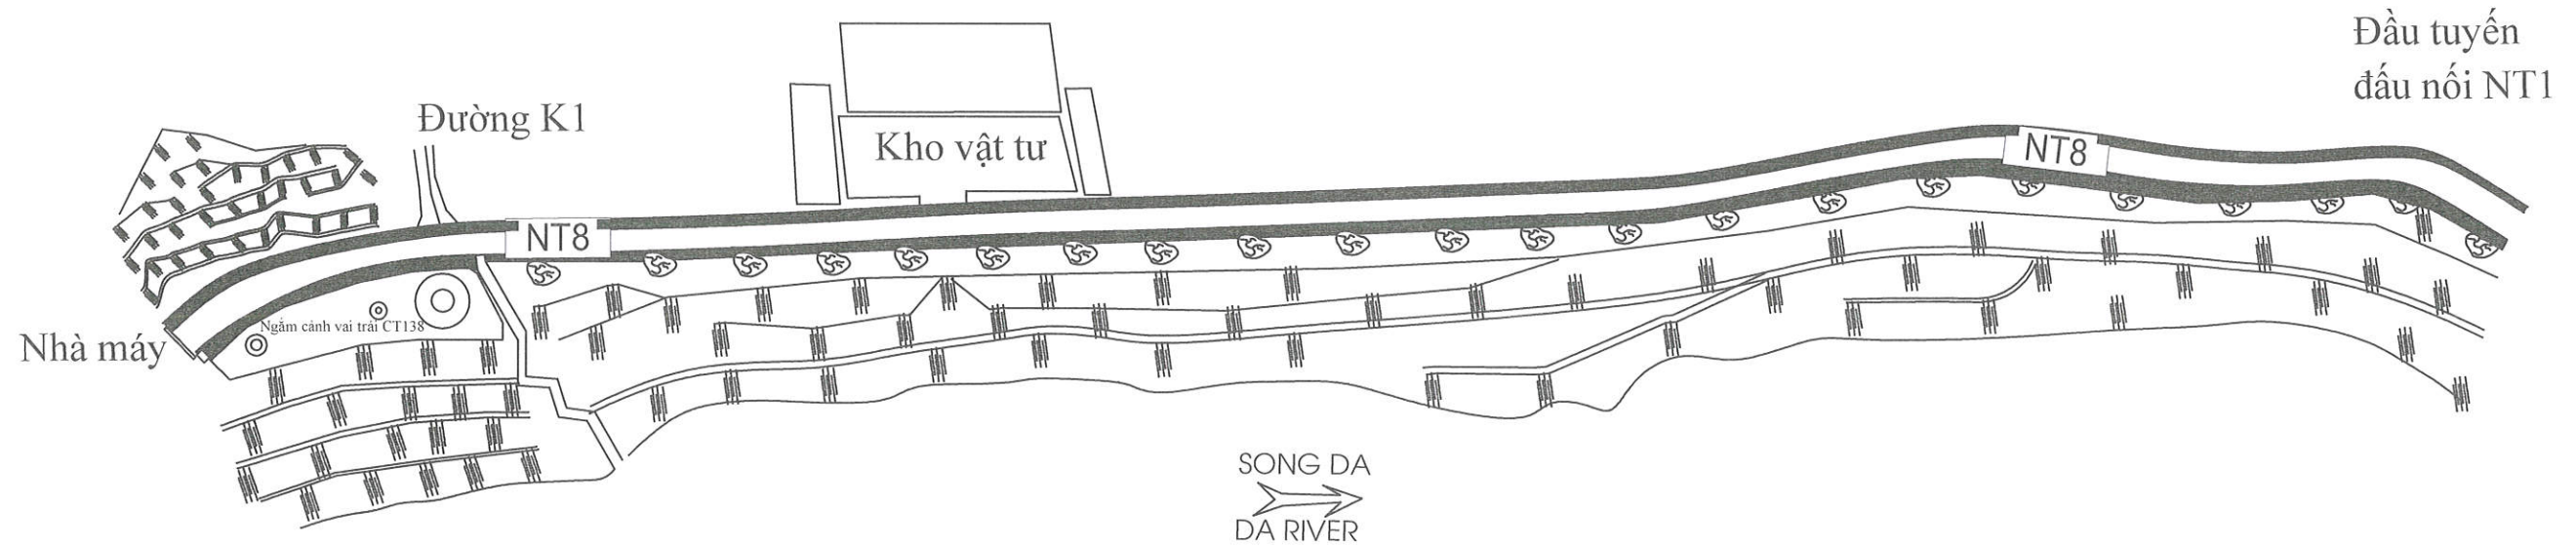 Đầu tuyến
đấu nối NT1
Đường K1
Kho vật tư
NT8
NT8
Ngắm cảnh vai trái CT138
Nhà máy
SONG DA
DA RIVER